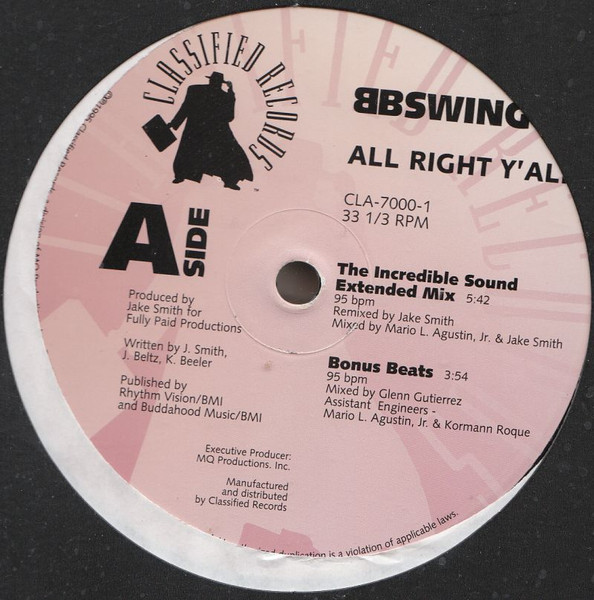 CLASSIFIED RECORDS
BBSWING
ALL RIGHT Y'AL
CLA-7000-1
33 1/3 RPM
A SIDE
The Incredible Sound
Extended Mix 5:42
95 bpm
Remixed by Jake Smith
Mixed by Mario L. Agustin, Jr. & Jake Smith
Bonus Beats 3:54
95 bpm
Mixed by Glenn Gutierrez
Assistant Engineers -
Mario L. Agustin, Jr. & Kormann Roque
Produced by
Jake Smith for
Fully Paid Productions
Written by J. Smith,
J. Beltz, K. Beeler
Published by
Rhythm Vision/BMI
and Buddahood Music/BMI
Executive Producer:
MQ Productions. Inc.
Manufactured
and distributed
by Classified Records
duplication is a violation of applicable laws.
1995 Classified